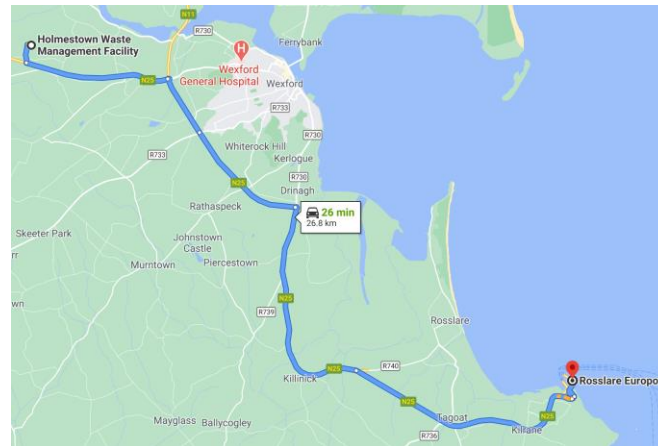 N11
R730
Ferrybank
Holmestown Waste
Management Facility
H
Wexford
General Hospital
Wexford
N25
R733
R730
Whiterock Hill
Kerlogue
R733
R730
N25
Drinagh
Rathaspeck
26 min
26.8 km
Skeeter Park
Johnstown
Castle
Murntown
Piercestown
N25
R739
Rosslare
Killinick
N25
R740
Rosslare Europo
N25
Tagoat
N25
Mayglass
Ballycogley
R736
Killrane